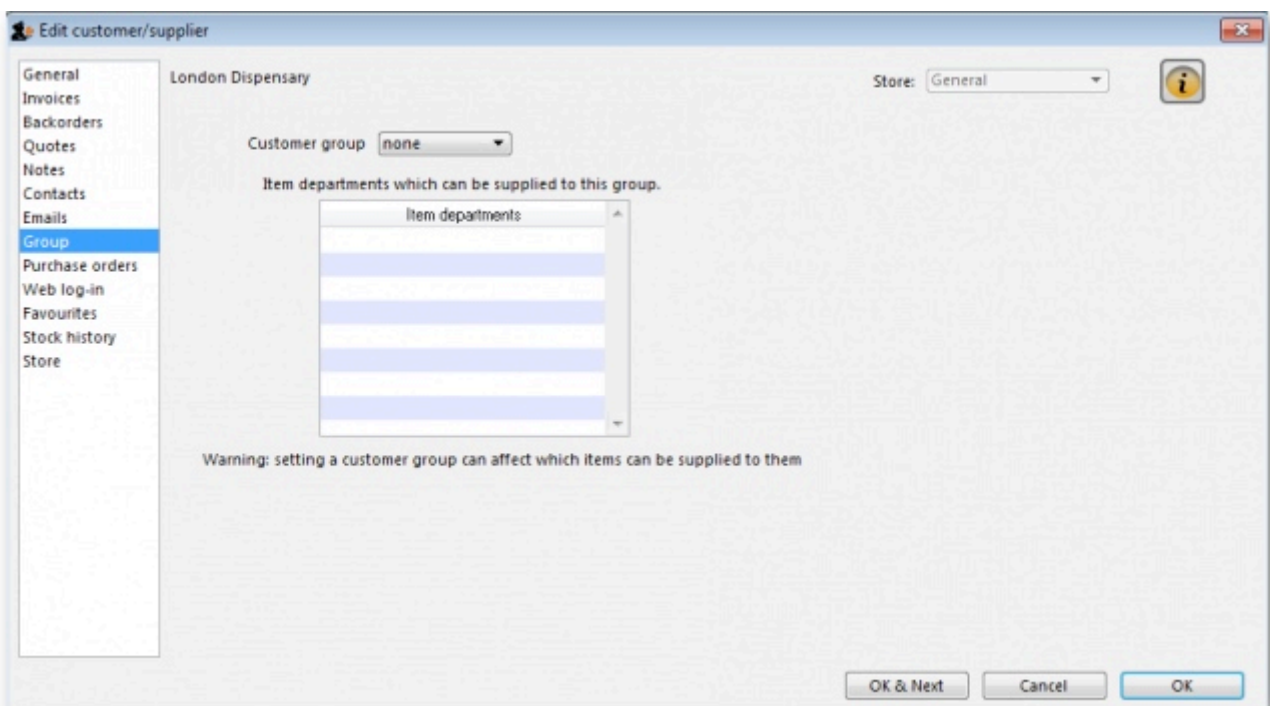 Edit customer/supplier
General
Invoices
Backorders
Quotes
Notes
Contacts
Emails
Group
Purchase orders
Web log-in
Favourites
Stock history
Store
London Dispensary
Store: General
Customer group none
Item departments which can be supplied to this group.
Item departments
Warning: setting a customer group can affect which items can be supplied to them
OK & Next Cancel OK